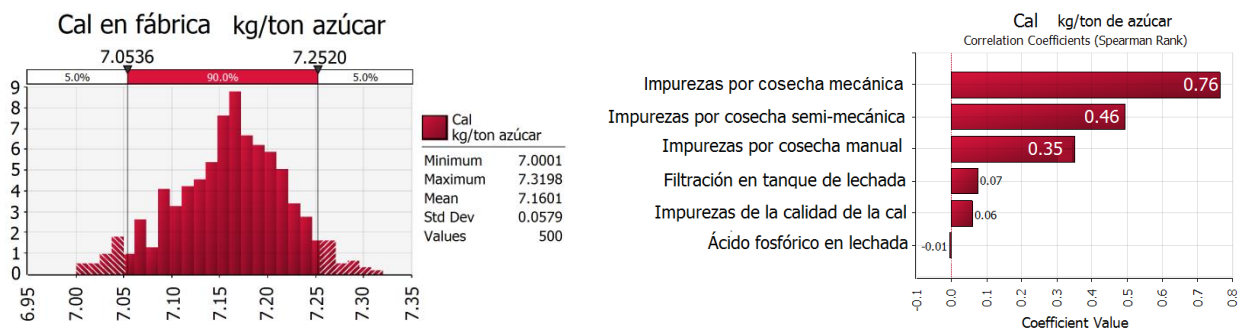 Cal en fábrica kg/ton azúcar
7.0536 7.2520
5.0% 90.0% 5.0%
9
8
7
6
5
4
3
2
1
0
6.95 7.00 7.05 7.10 7.15 7.20 7.25 7.30 7.35
Cal
kg/ton azúcar
Minimum 7.0001
Maximum 7.3198
Mean 7.1601
Std Dev 0.0579
Values 500
Cal kg/ton de azúcar
Correlation Coefficients (Spearman Rank)
Impurezas por cosecha mecánica 0.76
Impurezas por cosecha semi-mecánica 0.46
Impurezas por cosecha manual 0.35
Filtración en tanque de lechada 0.07
Impurezas de la calidad de la cal 0.06
Ácido fosfórico en lechada -0.01
-0.1 0.0 0.1 0.2 0.3 0.4 0.5 0.6 0.7 0.8
Coefficient Value